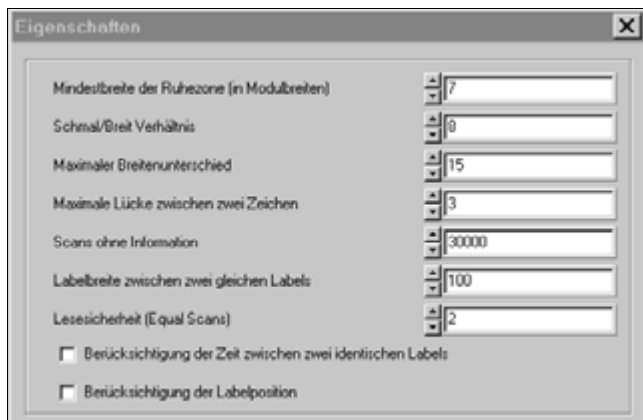 Eigenschaften
Mindestbreite der Ruhezone (in Modulbreiten) 7
Schmal/Breit Verhältnis 8
Maximaler Breitenunterschied 15
Maximale Lücke zwischen zwei Zeichen 3
Scans ohne Information 30000
Labelbreite zwischen zwei gleichen Labels 100
Lesesicherheit (Equal Scans) 2
Berücksichtigung der Zeit zwischen zwei identischen Labels
Berücksichtigung der Labelposition